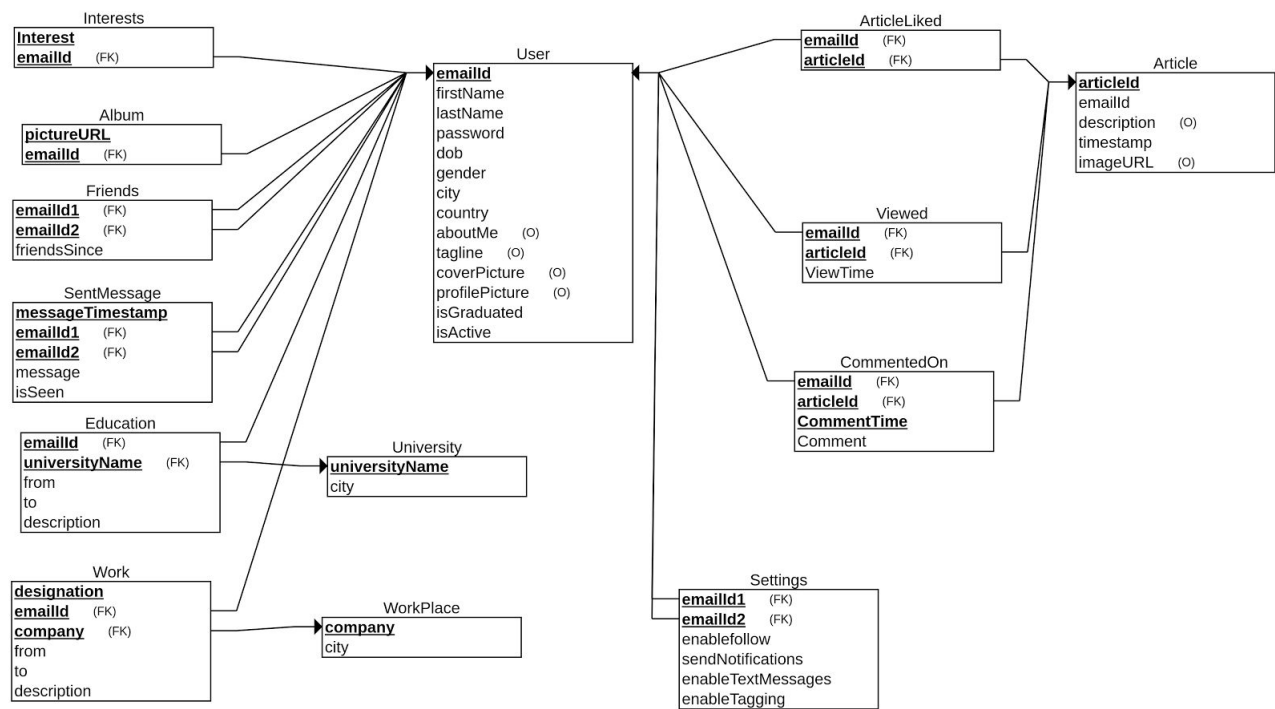 Interests
Interest
emailId (FK)
Album
pictureURL
emailId (FK)
Friends
emailId1 (FK)
emailId2 (FK)
friendsSince
SentMessage
messageTimestamp
emailId1 (FK)
emailId2 (FK)
message
isSeen
Education
emailId (FK)
universityName (FK)
from
to
description
Work
designation
emailId (FK)
company (FK)
from
to
description
User
emailId
firstName
lastName
password
dob
gender
city
country
aboutMe (O)
tagline (O)
coverPicture (O)
profilePicture (O)
isGraduated
isActive
University
universityName
city
WorkPlace
company
city
ArticleLiked
emailId (FK)
articleId (FK)
Viewed
emailId (FK)
articleId (FK)
ViewTime
CommentedOn
emailId (FK)
articleId (FK)
CommentTime
Comment
Settings
emailId1 (FK)
emailId2 (FK)
enablefollow
sendNotifications
enableTextMessages
enableTagging
Article
articleId
emailId
description (O)
timestamp
imageURL (O)